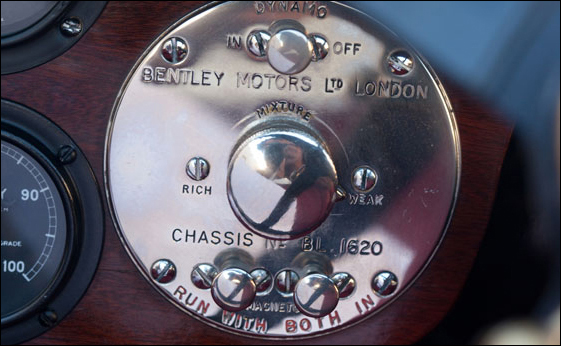 DYNAMO
IN OFF
BENTLEY MOTORS LTD LONDON
MIXTURE
RICH WEAK
CHASSIS No BL.1620
MAGNETO
RUN WITH BOTH IN
90
100